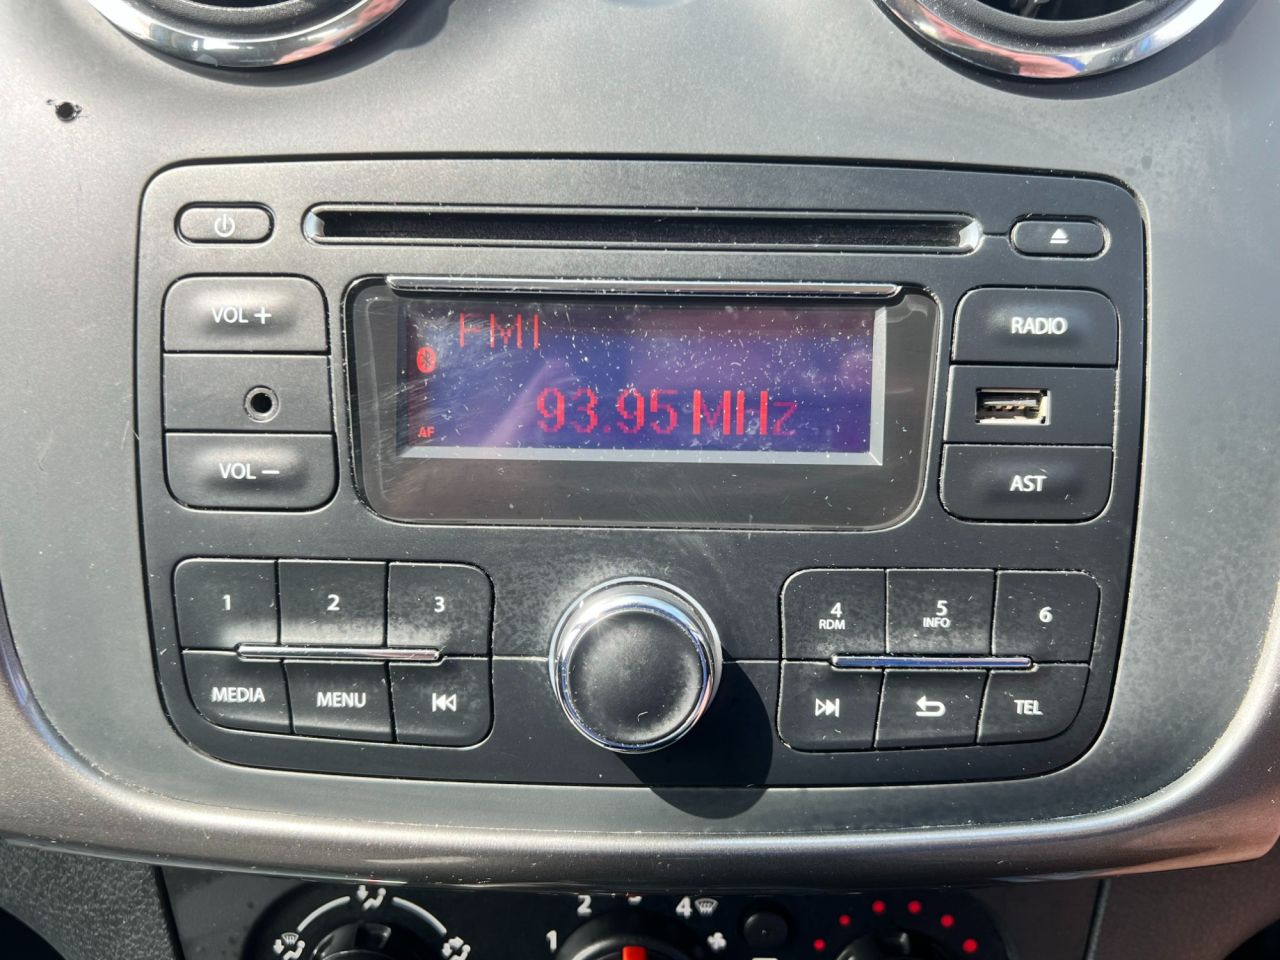 VOL +
RADIO
FM1
93.95 MHz
AF
VOL –
AST
1
2
3
4
RDM
5
INFO
6
MEDIA
MENU
TEL
1
2
4